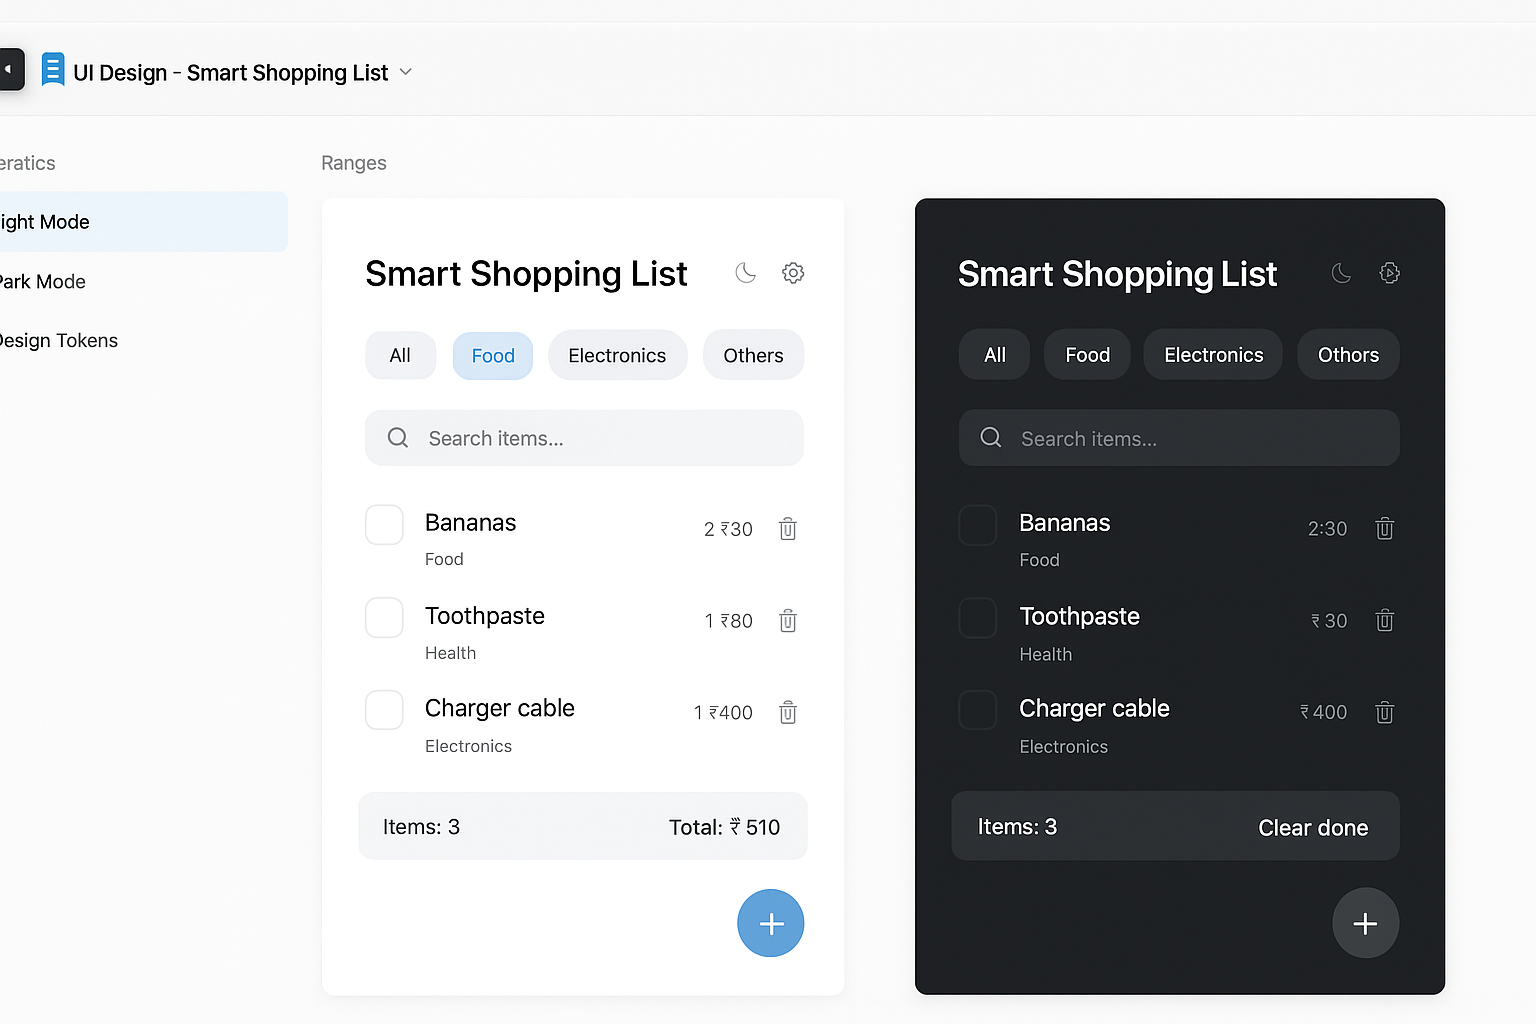 UI Design - Smart Shopping List
eratics
ight Mode
Park Mode
Design Tokens
Ranges
Smart Shopping List
All
Food
Electronics
Others
Search items...
Bananas
2 ₹30
Food
Toothpaste
1 ₹80
Health
Charger cable
1 ₹400
Electronics
Items: 3
Total: ₹ 510
Smart Shopping List
All
Food
Electronics
Othors
Search items...
Bananas
2:30
Food
Toothpaste
₹ 30
Health
Charger cable
₹ 400
Electronics
Items: 3
Clear done